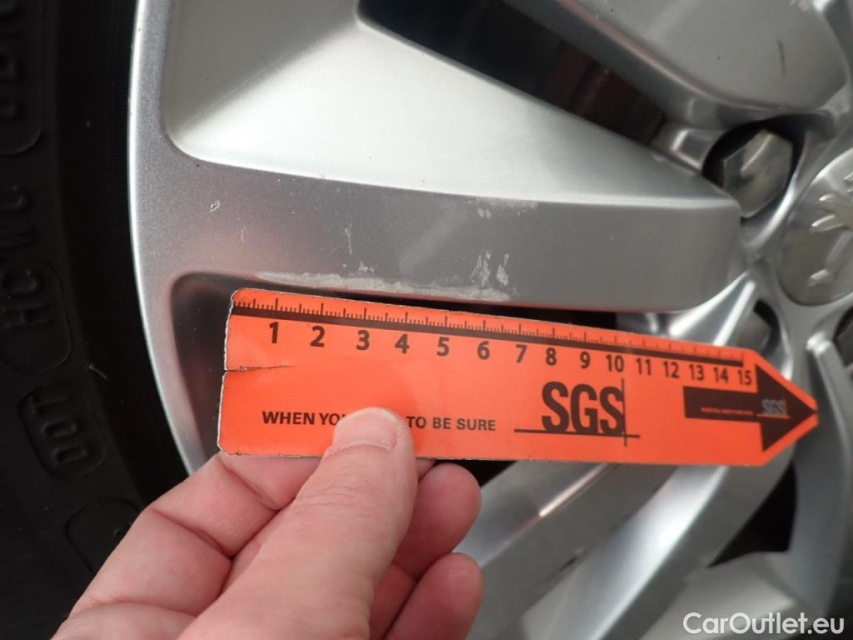 1 2 3 4 5 6 7 8 9 10 11 12 13 14 15
WHEN YO TO BE SURE
SGS
SGS
DOT
CarOutlet.eu